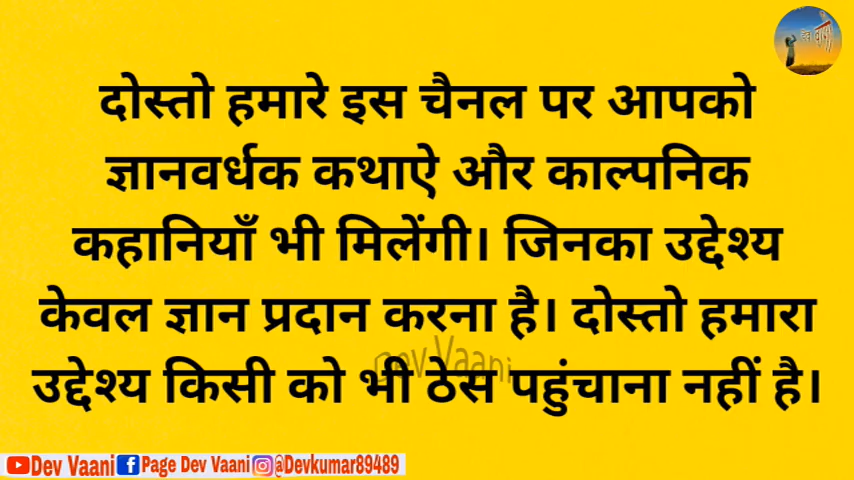 देव वाणी
दोस्तो हमारे इस चैनल पर आपको
ज्ञानवर्धक कथाऐ और काल्पनिक
कहानियाँ भी मिलेंगी। जिनका उद्देश्य
केवल ज्ञान प्रदान करना है। दोस्तो हमारा
उद्देश्य किसी को भी ठेस पहुंचाना नहीं है।
Dev Vaani
Dev Vaani Page Dev Vaani @Devkumar89489